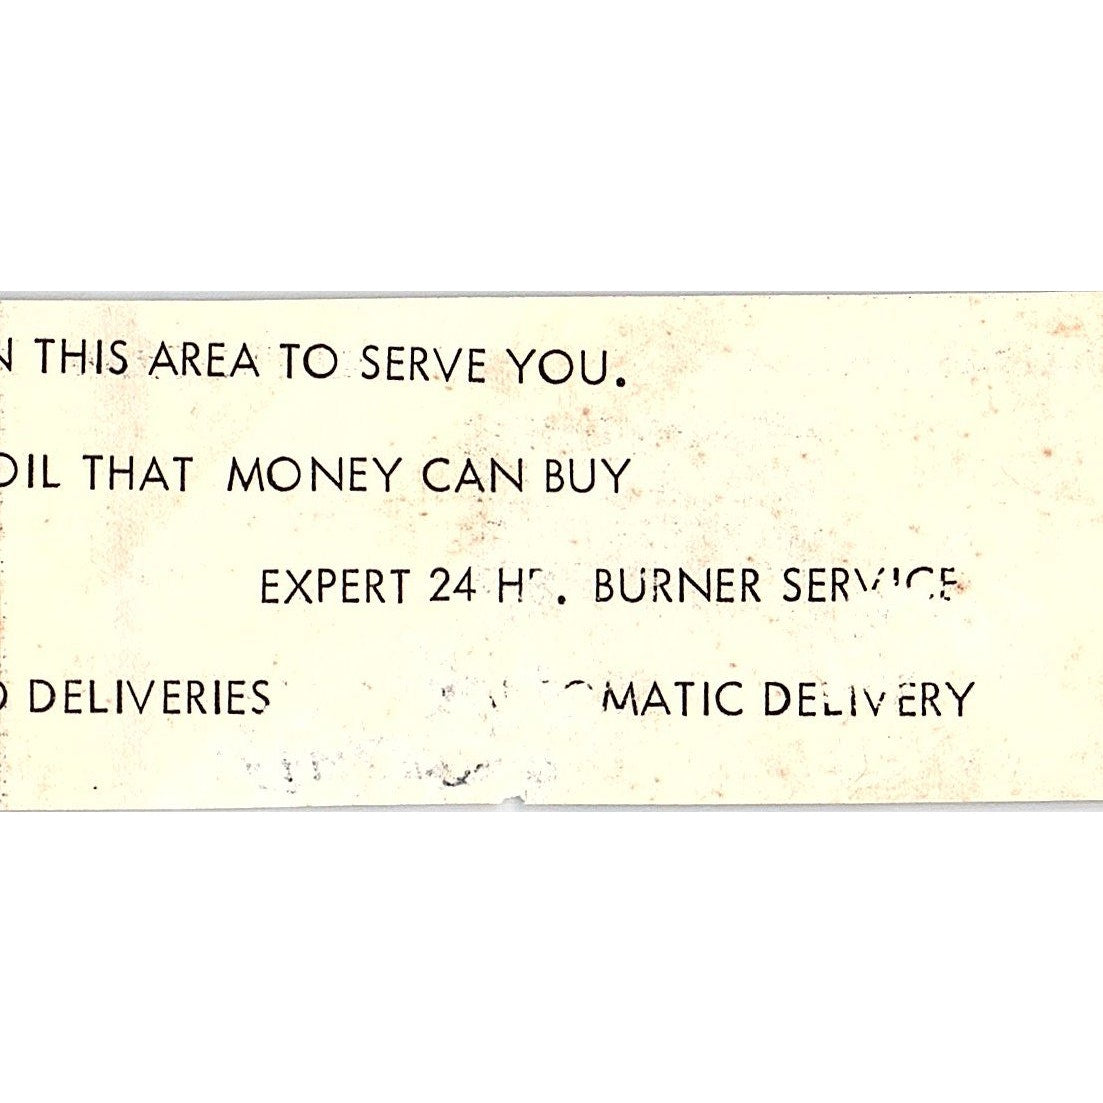 N THIS AREA TO SERVE YOU.
OIL THAT MONEY CAN BUY
EXPERT 24 HR. BURNER SERVICE
DELIVERIES MATIC DELIVERY